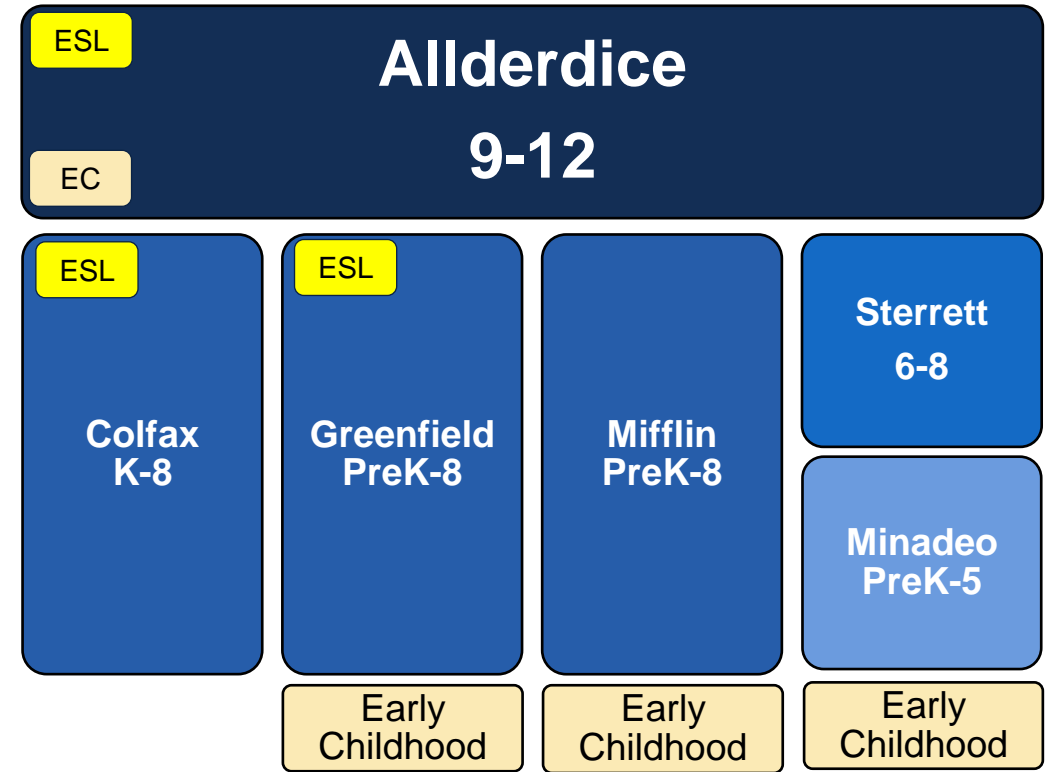 ESL
Allderdice
9-12
EC
ESL
Colfax
K-8
ESL
Greenfield
PreK-8
Mifflin
PreK-8
Sterrett
6-8
Minadeo
PreK-5
Early
Childhood
Early
Childhood
Early
Childhood